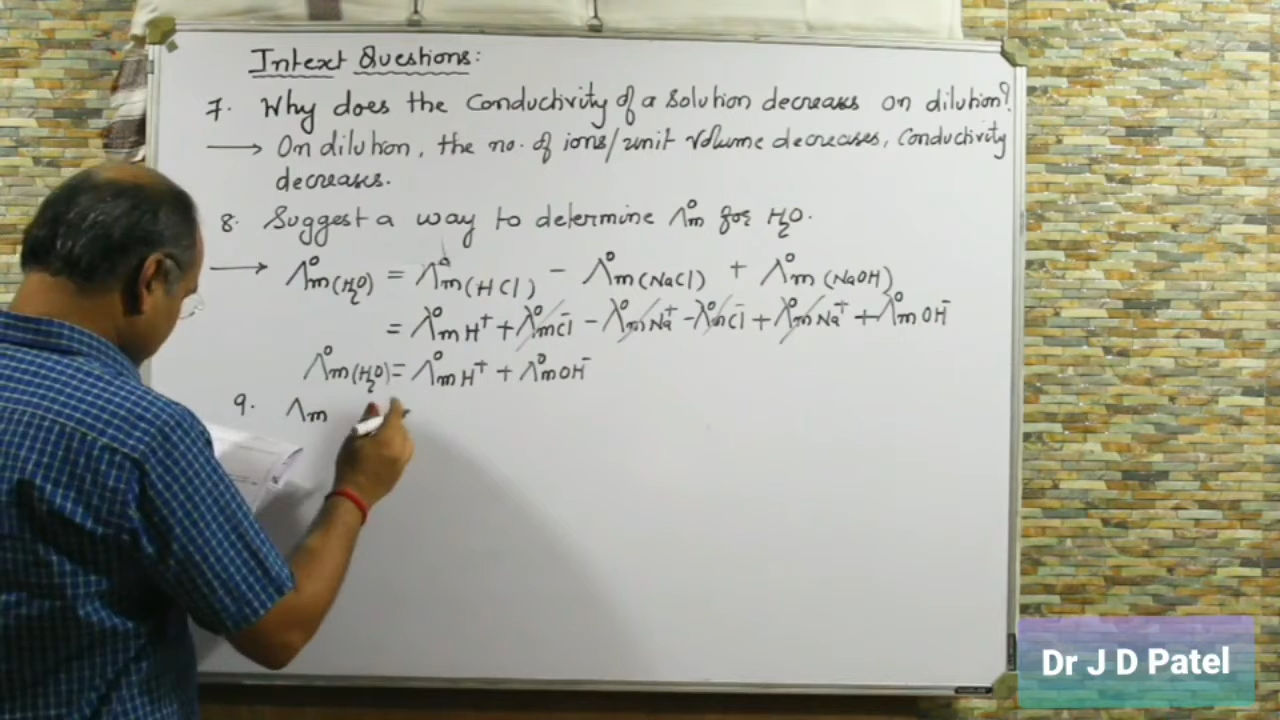 Intext Questions:
7. Why does the Conductivity of a Solution decreases on dilution?
→ On dilution, the no. of ions/unit Volume decreases, Conductivity
decreases.
8. Suggest a way to determine Λ°m for H₂O.
→ Λ°m(H₂O) = Λ°m(HCl) - Λ°m(NaCl) + Λ°m(NaOH)
= λ°m H⁺ + λ°m Cl⁻ - λ°m Na⁺ - λ°m Cl⁻ + λ°m Na⁺ + λ°m OH⁻
Λ°m(H₂O) = λ°m H⁺ + λ°m OH⁻
9. Λm
Dr J D Patel